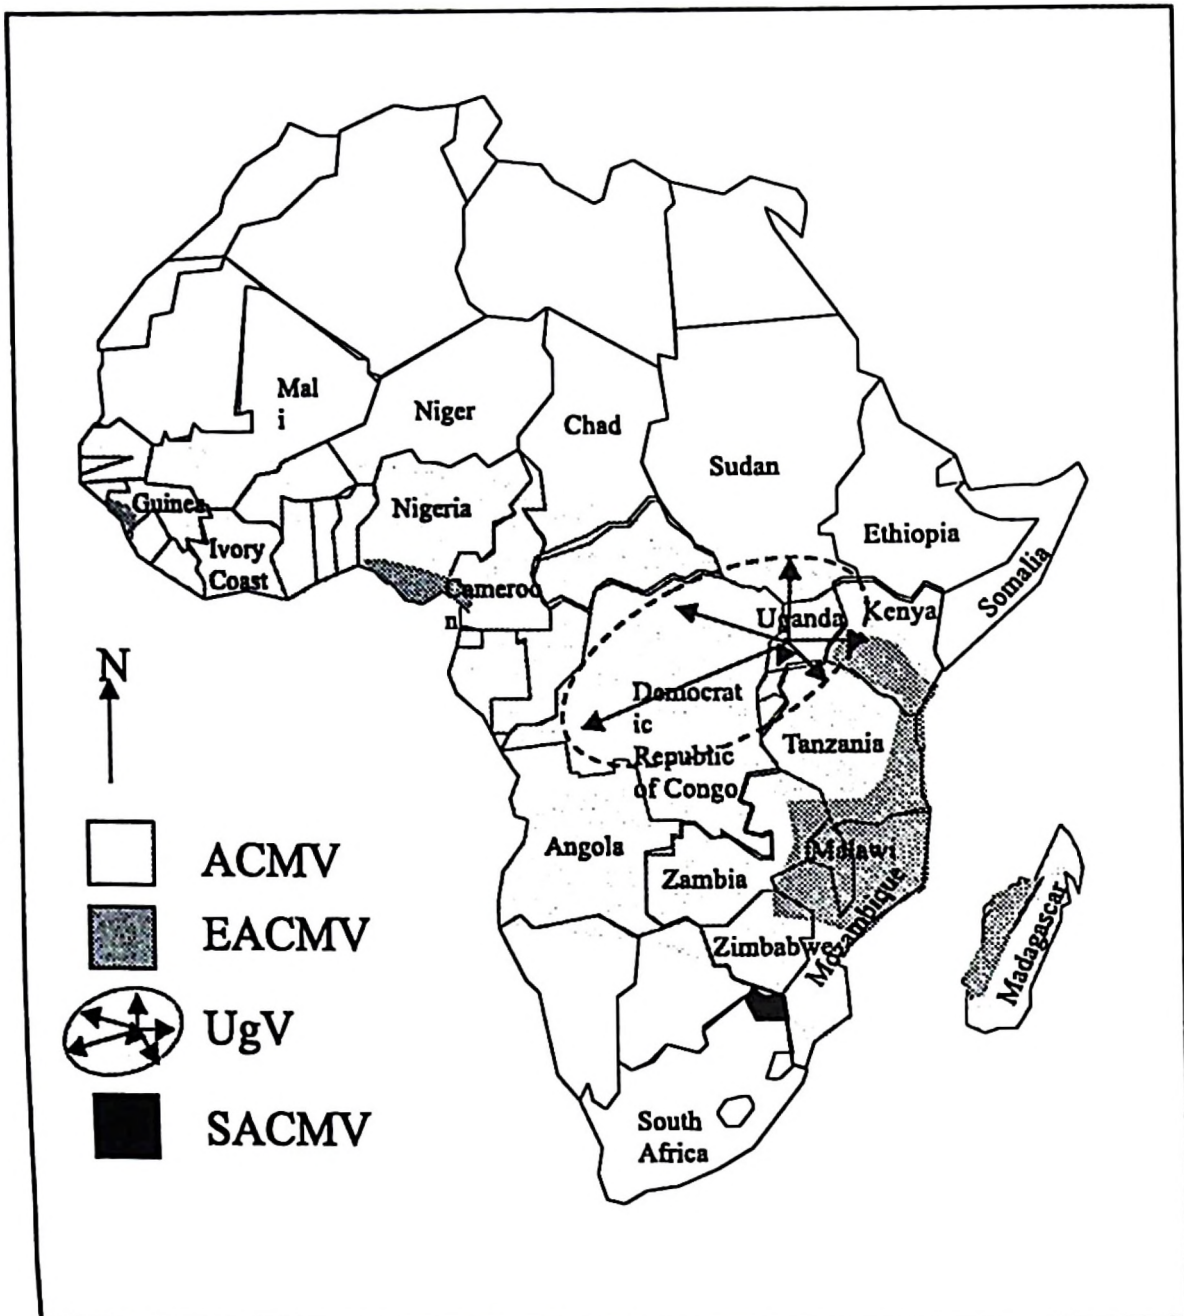 Mal
i
Niger
Chad
Sudan
Guinea
Nigeria
Ethiopia
Ivory
Coast
Somalia
Cameroo
n
Uganda
Kenya
N
Democrat
ic
Republic
of Congo
Tanzania
Angola
Malawi
Zambia
Mozambique
Zimbabwe
Madagascar
South
Africa
ACMV
EACMV
UgV
SACMV